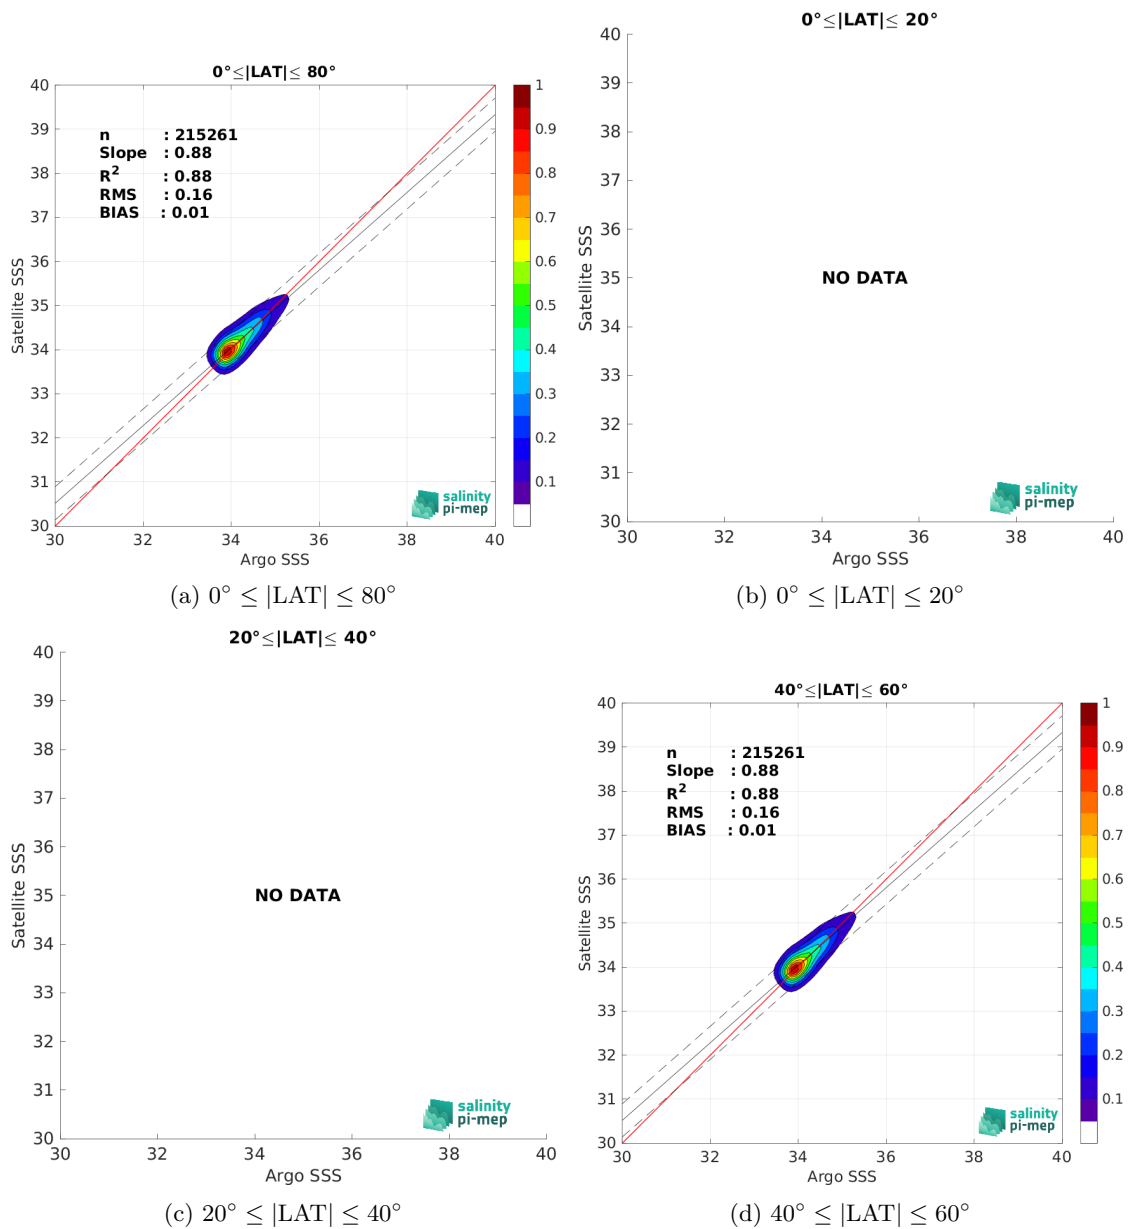 0°≤|LAT|≤ 80°
40
39
38
37
36
35
34
33
32
31
30
Satellite SSS
n : 215261
Slope : 0.88
R² : 0.88
RMS : 0.16
BIAS : 0.01
salinity
pi-mep
30 32 34 36 38 40
Argo SSS
1
0.9
0.8
0.7
0.6
0.5
0.4
0.3
0.2
0.1
(a) 0° ≤ |LAT| ≤ 80°
0°≤|LAT|≤ 20°
40
39
38
37
36
35
34
33
32
31
30
Satellite SSS
NO DATA
salinity
pi-mep
30 32 34 36 38 40
Argo SSS
(b) 0° ≤ |LAT| ≤ 20°
20°≤|LAT|≤ 40°
40
39
38
37
36
35
34
33
32
31
30
Satellite SSS
NO DATA
salinity
pi-mep
30 32 34 36 38 40
Argo SSS
(c) 20° ≤ |LAT| ≤ 40°
40°≤|LAT|≤ 60°
40
39
38
37
36
35
34
33
32
31
30
Satellite SSS
n : 215261
Slope : 0.88
R² : 0.88
RMS : 0.16
BIAS : 0.01
salinity
pi-mep
30 32 34 36 38 40
Argo SSS
1
0.9
0.8
0.7
0.6
0.5
0.4
0.3
0.2
0.1
(d) 40° ≤ |LAT| ≤ 60°